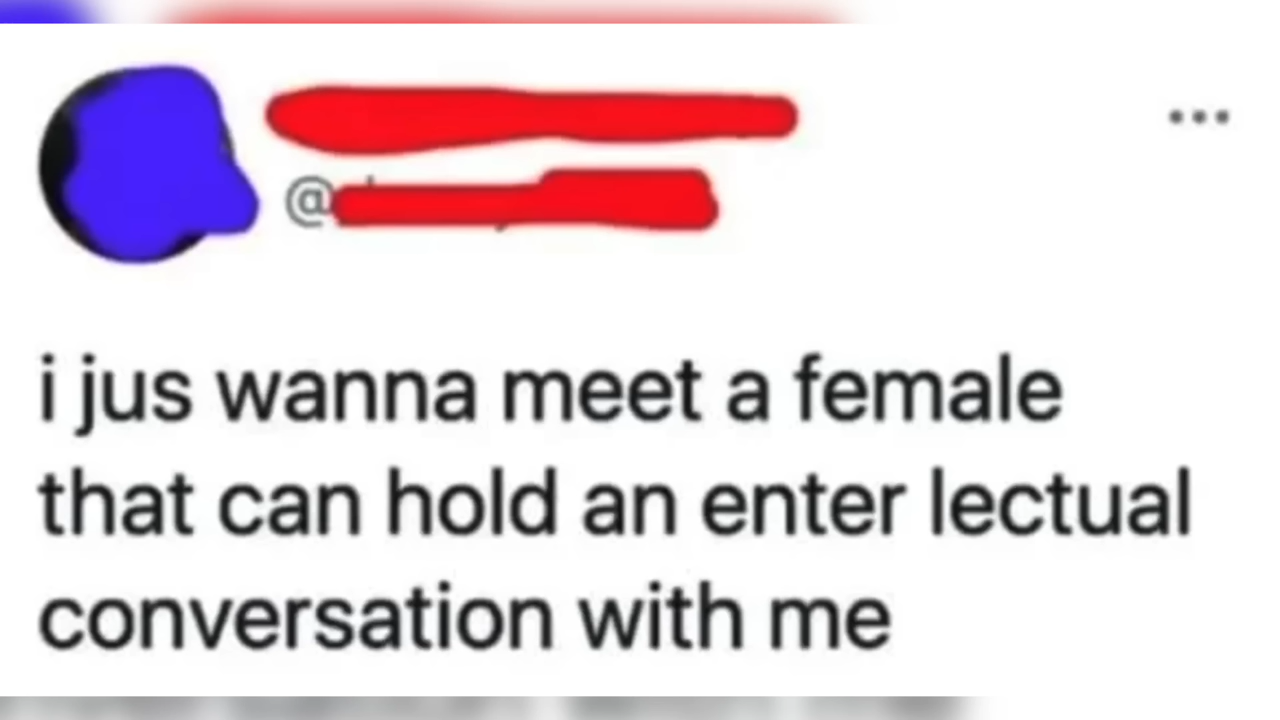 @
i jus wanna meet a female
that can hold an enter lectual
conversation with me